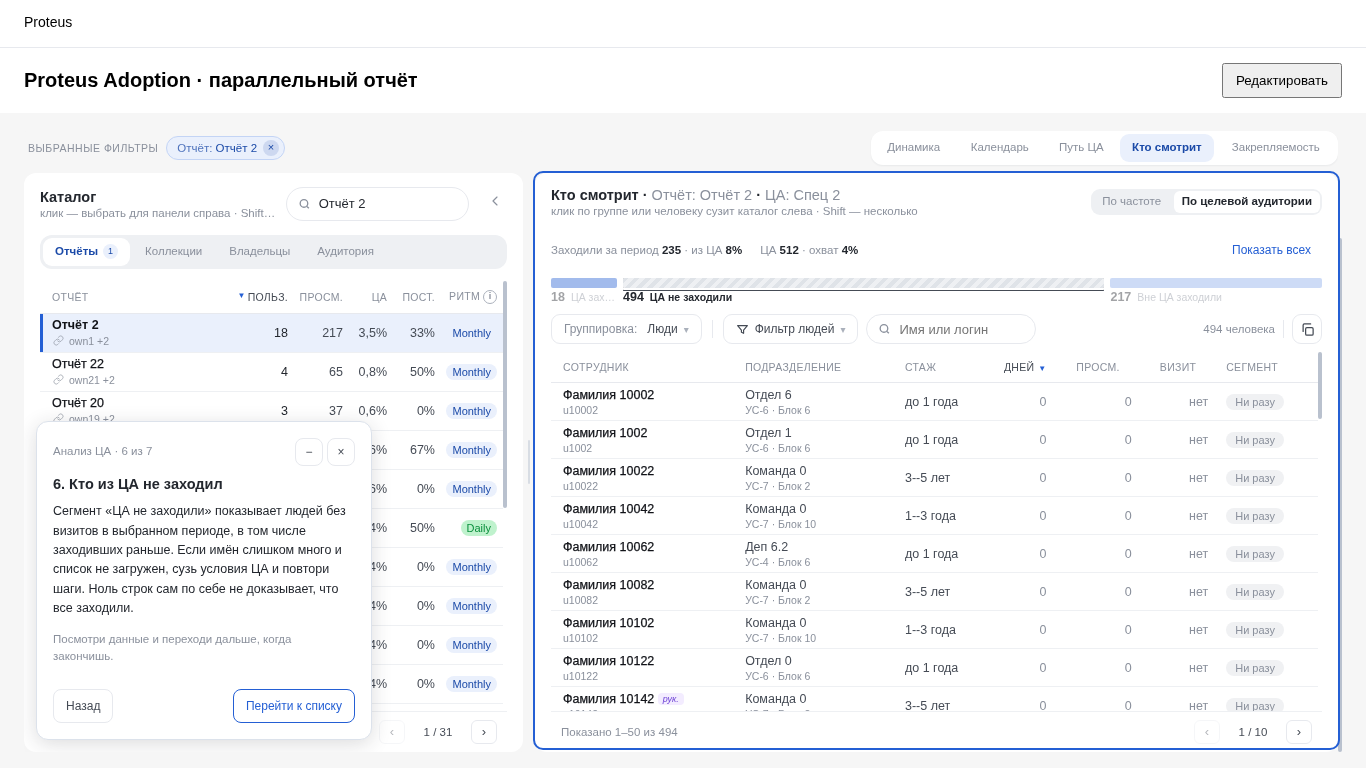 Proteus
Proteus Adoption · параллельный отчёт
Редактировать
ВЫБРАННЫЕ ФИЛЬТРЫ
Отчёт: Отчёт 2 ×
Динамика Календарь Путь ЦА Кто смотрит Закрепляемость
Каталог
клик — выбрать для панели справа · Shift…
Отчёт 2
Отчёты 1 Коллекции Владельцы Аудитория
ОТЧЁТ ▼ ПОЛЬЗ. ПРОСМ. ЦА ПОСТ. РИТМ i
Отчёт 2 18 217 3,5% 33% Monthly
own1 +2
Отчёт 22 4 65 0,8% 50% Monthly
own21 +2
Отчёт 20 3 37 0,6% 0% Monthly
own19 +2
6% 67% Monthly
6% 0% Monthly
4% 50% Daily
4% 0% Monthly
4% 0% Monthly
4% 0% Monthly
4% 0% Monthly
‹ 1 / 31 ›
Анализ ЦА · 6 из 7 − ×
6. Кто из ЦА не заходил
Сегмент «ЦА не заходили» показывает людей без
визитов в выбранном периоде, в том числе
заходивших раньше. Если имён слишком много и
список не загружен, сузь условия ЦА и повтори
шаги. Ноль строк сам по себе не доказывает, что
все заходили.
Посмотри данные и переходи дальше, когда
закончишь.
Назад Перейти к списку
Кто смотрит · Отчёт: Отчёт 2 · ЦА: Спец 2
клик по группе или человеку сузит каталог слева · Shift — несколько
По частоте По целевой аудитории
Заходили за период 235 · из ЦА 8% ЦА 512 · охват 4%
Показать всех
18 ЦА зах… 494 ЦА не заходили 217 Вне ЦА заходили
Группировка: Люди ▾ Фильтр людей ▾ Имя или логин 494 человека
СОТРУДНИК ПОДРАЗДЕЛЕНИЕ СТАЖ ДНЕЙ ▼ ПРОСМ. ВИЗИТ СЕГМЕНТ
Фамилия 10002 Отдел 6 до 1 года 0 0 нет Ни разу
u10002 УС-6 · Блок 6
Фамилия 1002 Отдел 1 до 1 года 0 0 нет Ни разу
u1002 УС-6 · Блок 6
Фамилия 10022 Команда 0 3--5 лет 0 0 нет Ни разу
u10022 УС-7 · Блок 2
Фамилия 10042 Команда 0 1--3 года 0 0 нет Ни разу
u10042 УС-7 · Блок 10
Фамилия 10062 Деп 6.2 до 1 года 0 0 нет Ни разу
u10062 УС-4 · Блок 6
Фамилия 10082 Команда 0 3--5 лет 0 0 нет Ни разу
u10082 УС-7 · Блок 2
Фамилия 10102 Команда 0 1--3 года 0 0 нет Ни разу
u10102 УС-7 · Блок 10
Фамилия 10122 Отдел 0 до 1 года 0 0 нет Ни разу
u10122 УС-6 · Блок 6
Фамилия 10142 рук. Команда 0 3--5 лет 0 0 нет Ни разу
Показано 1–50 из 494
‹ 1 / 10 ›